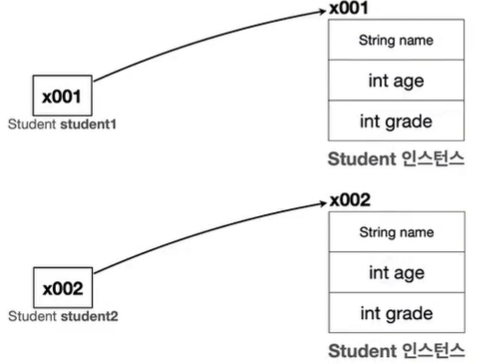 x001
String name
x001
int age
Student student1
int grade
Student 인스턴스
x002
String name
x002
int age
Student student2
int grade
Student 인스턴스